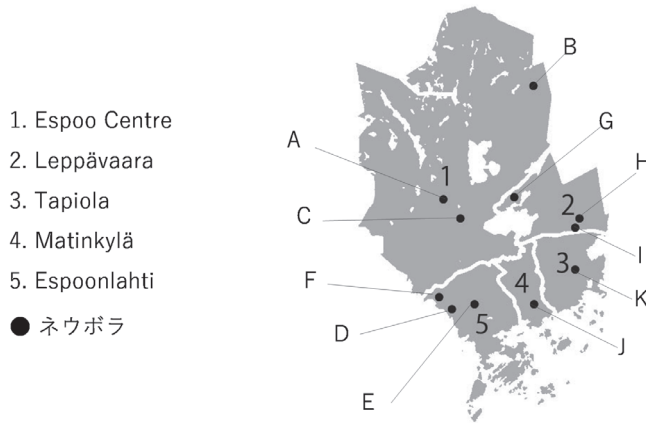 1. Espoo Centre
2. Leppävaara
3. Tapiola
4. Matinkylä
5. Espoonlahti
● ネウボラ
B
G
A
H
1
2
C
I
3
F
4
K
5
D
J
E